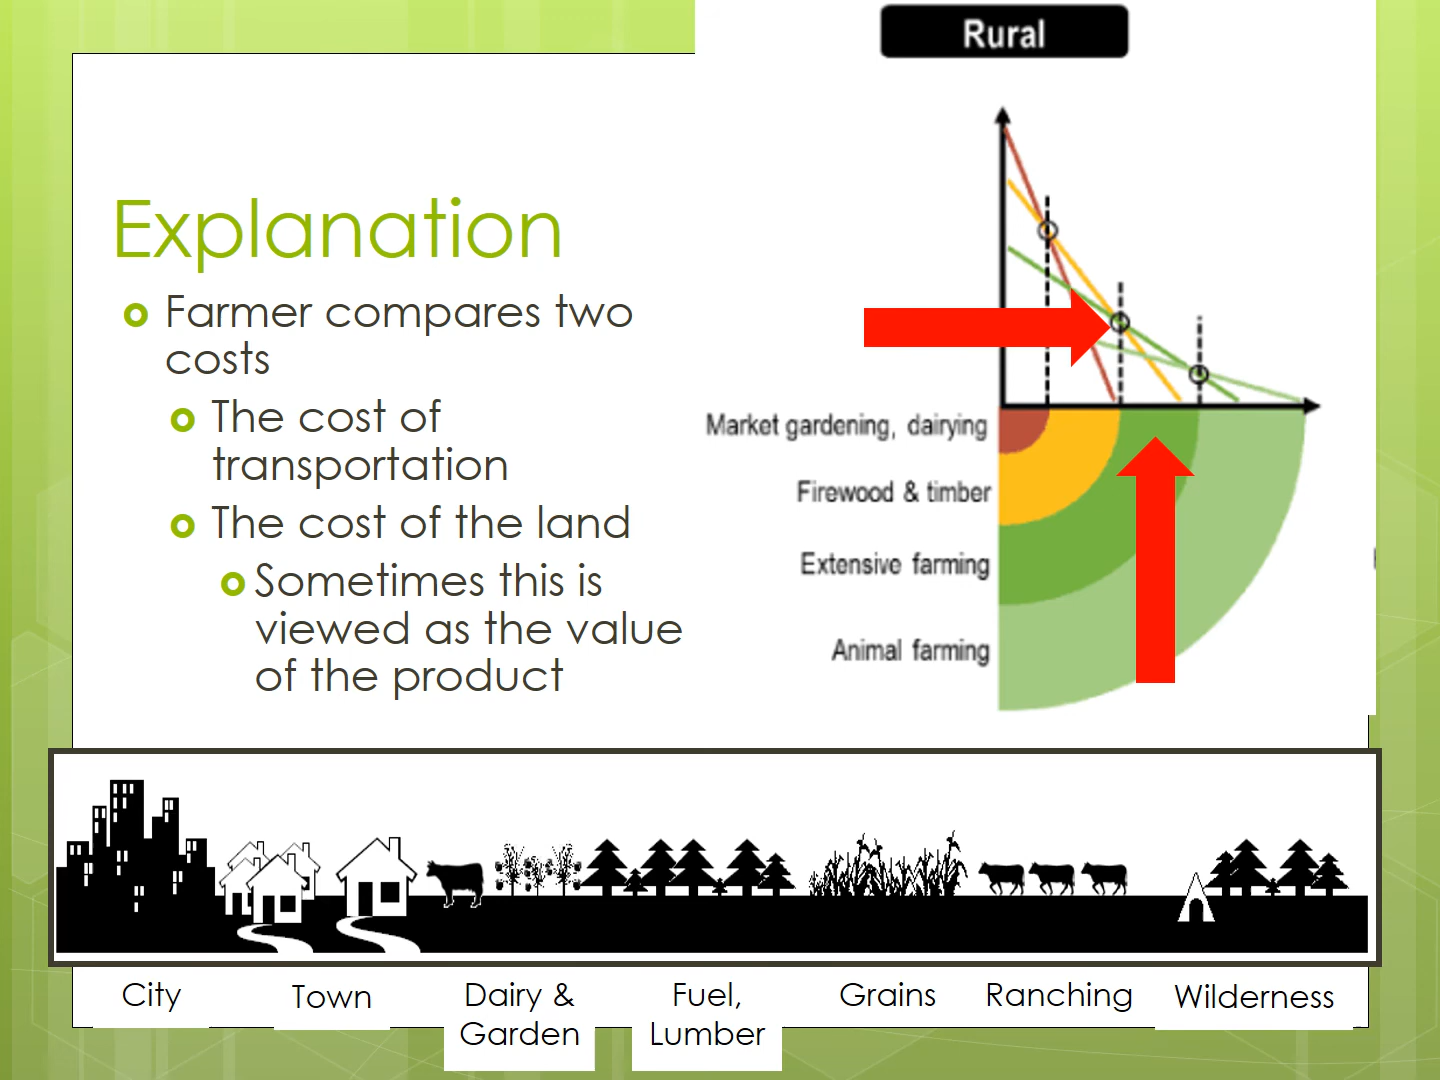 Rural
Explanation
Farmer compares two
costs
The cost of
transportation
The cost of the land
Sometimes this is
viewed as the value
of the product
Market gardening, dairying
Firewood & timber
Extensive farming
Animal farming
City
Town
Dairy &
Garden
Fuel,
Lumber
Grains
Ranching
Wilderness